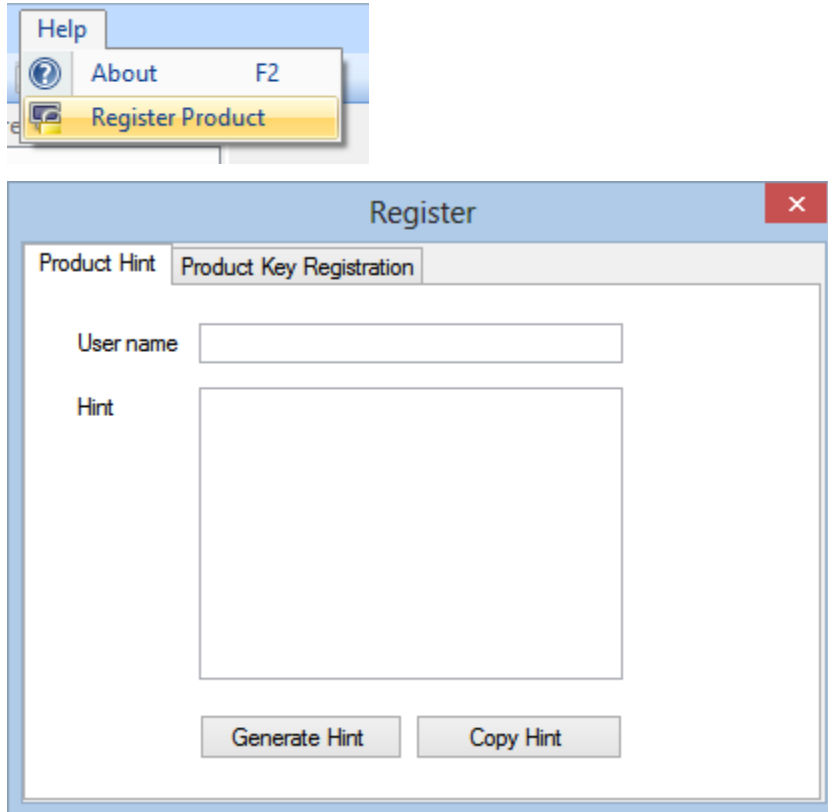 Help
About F2
Register Product
Register
Product Hint Product Key Registration
User name
Hint
Generate Hint Copy Hint